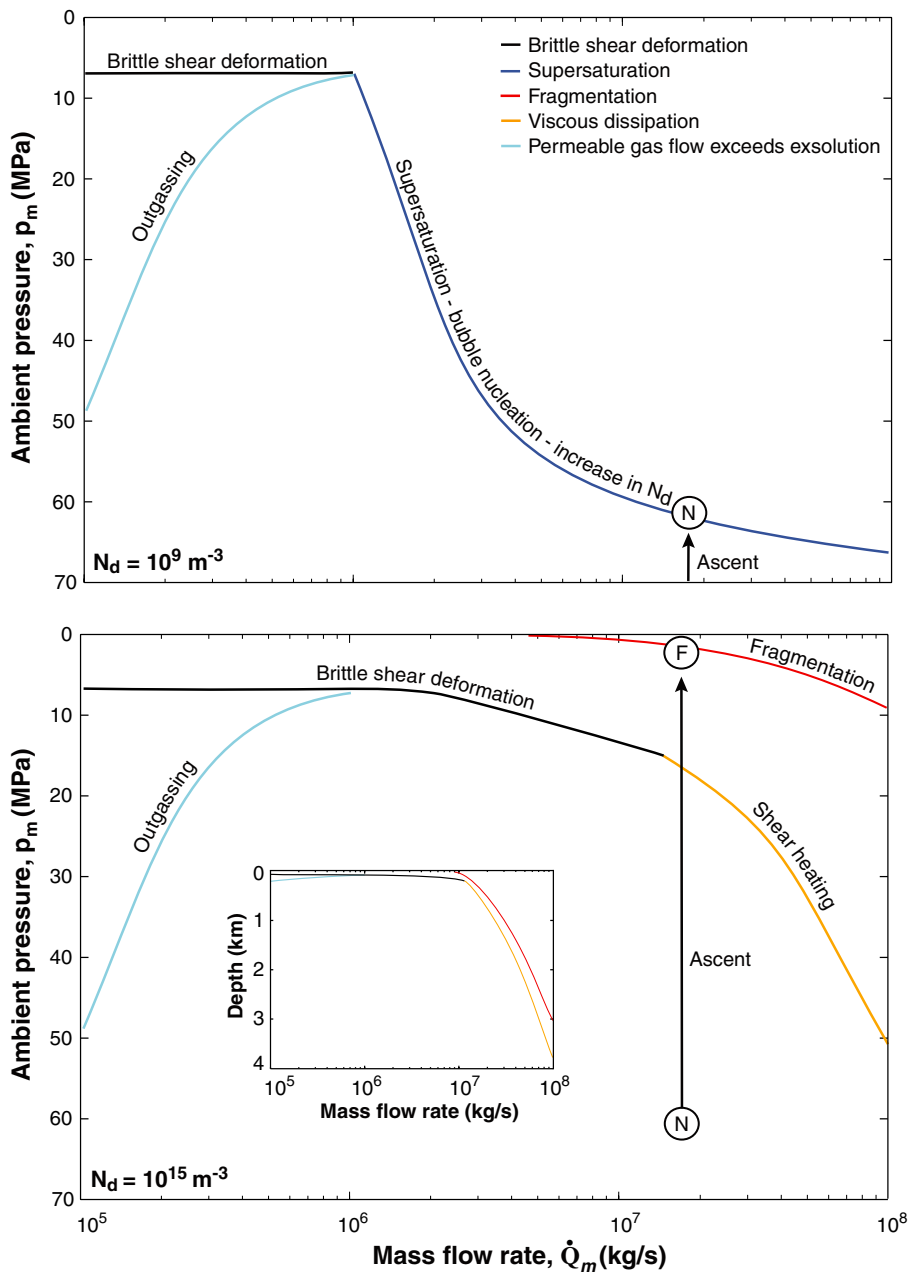 0
10
20
30
40
50
60
70
Ambient pressure, pm (MPa)
Brittle shear deformation
Outgassing
Supersaturation - bubble nucleation - increase in Nd
Brittle shear deformation
Supersaturation
Fragmentation
Viscous dissipation
Permeable gas flow exceeds exsolution
N
Ascent
Nd = 10^9 m^-3
0
10
20
30
40
50
60
70
Ambient pressure, pm (MPa)
Brittle shear deformation
Outgassing
F
Fragmentation
Shear heating
Ascent
N
0
1
2
3
4
Depth (km)
10^5 10^6 10^7 10^8
Mass flow rate (kg/s)
Nd = 10^15 m^-3
10^5 10^6 10^7 10^8
Mass flow rate, Q̇m (kg/s)